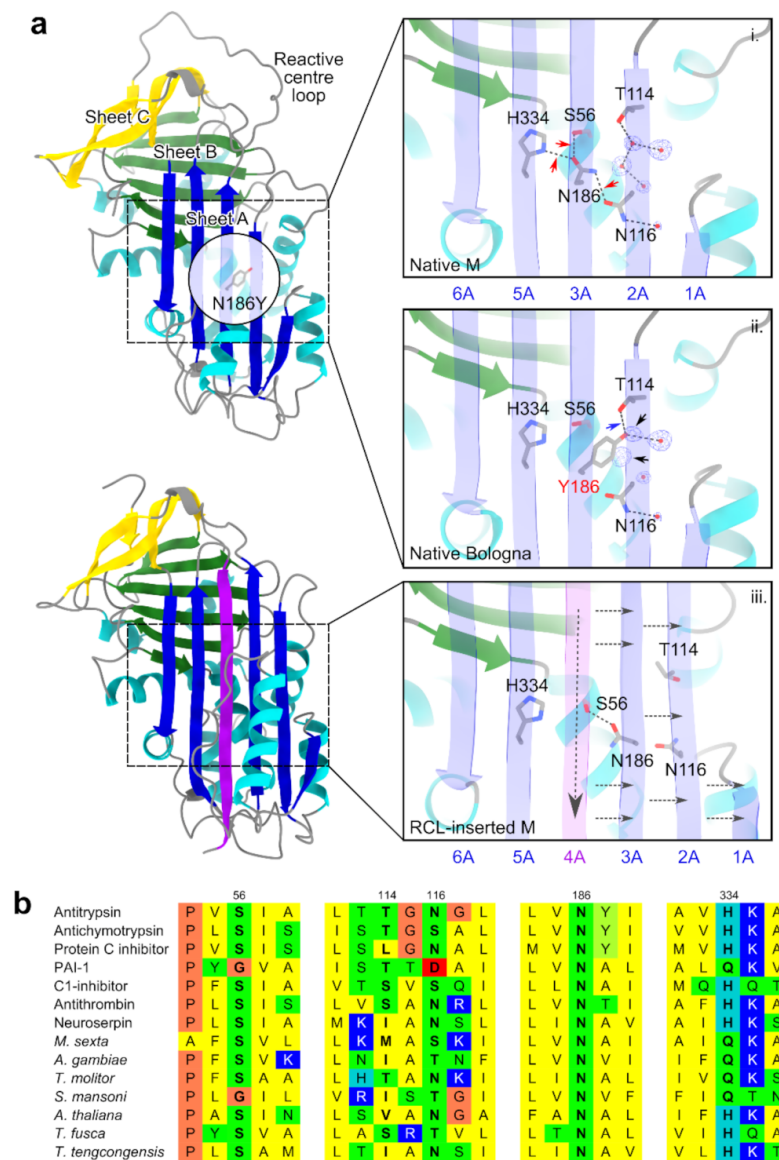 a
Reactive
centre
loop
Sheet C
Sheet B
Sheet A
N186Y
i.
T114
H334
S56
N186
N116
Native M
6A 5A 3A 2A 1A
ii.
T114
H334
S56
Y186
N116
Native Bologna
iii.
T114
H334
S56
N186
N116
RCL-inserted M
6A 5A 4A 3A 2A 1A
b
56 114 116 186 334
Antitrypsin P V S I A L T T G N G L L V N Y I A V H K A
Antichymotrypsin P L S I S I S T G S A L L V N Y I M V H K A
Protein C inhibitor P V S I S I S L G N A L M V N Y I M V H K A
PAI-1 P Y G V A I S T T D A I L V N A L A L Q K A
C1-inhibitor P F S I A V T S V S Q I L L N A I M Q H Q T
Antithrombin P L S I S L V S A N R L L V N T I A F H K A
Neuroserpin P L S I A M K I A N S L L V N A V A I H K S
M. sexta A F S V L L K M A S K I L V N A I A I Q K A
A. gambiae P F S V K L N I A T N F L V N V I I F Q K A
T. molitor P F S A A L H T A N K I L V N A I L V Q K S
S. mansoni P L G I L V R I S T G I L V N V F F I Q T N
A. thaliana P A S I N L S V A N G A F A N A L I F H K A
T. fusca P Y S V A L A S R T V L L T N A L V I H Q A
T. tengcongensis P L S A M L T I A N S I L V N A I L T H K T